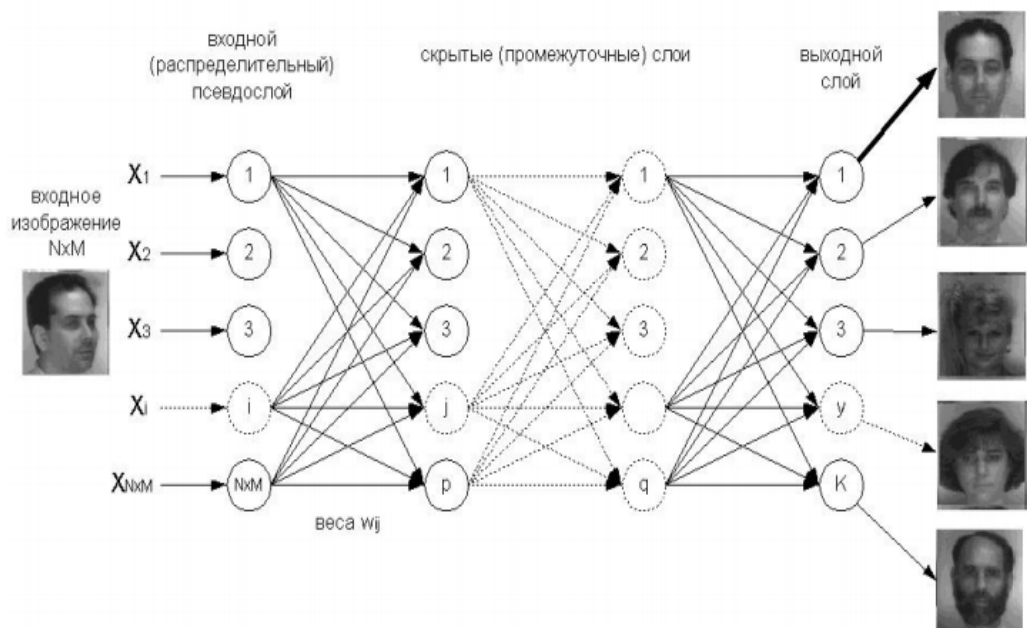 входной
(распределительный)
псевдослой
скрытые (промежуточные) слои
выходной
слой
входное
изображение
NxM
X1
X2
X3
Xi
XNxM
1
2
3
i
NxM
1
2
3
j
p
1
2
3
q
1
2
3
y
K
веса wij